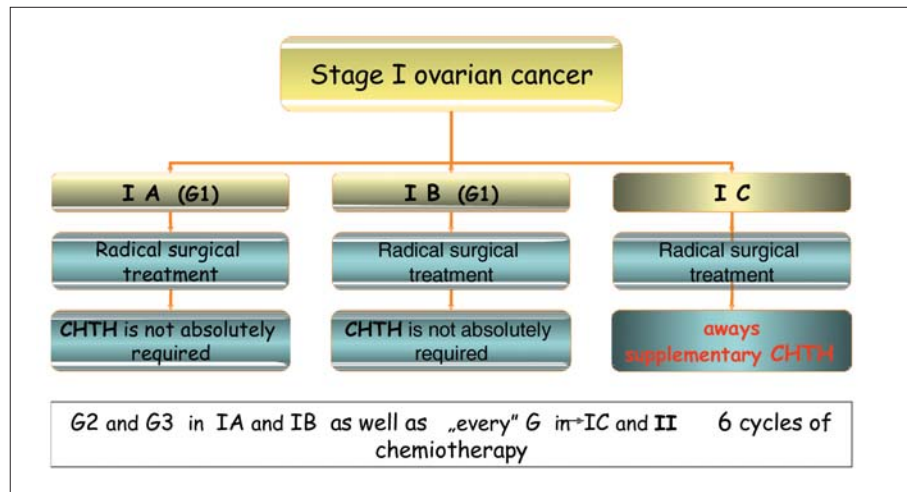 Stage I ovarian cancer
I A (G1)
I B (G1)
I C
Radical surgical
treatment
Radical surgical
treatment
Radical surgical
treatment
CHTH is not absolutely
required
CHTH is not absolutely
required
aways
supplementary CHTH
G2 and G3 in IA and IB as well as „every” G in→IC and II 6 cycles of
chemiotherapy